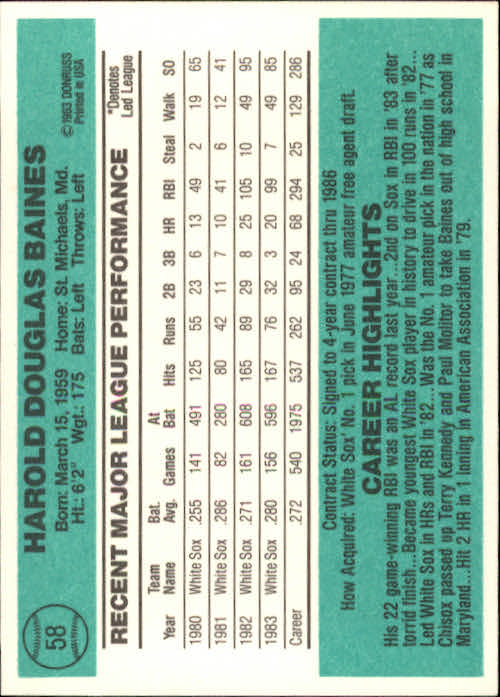 58
HAROLD DOUGLAS BAINES
Born: March 15, 1959 Home: St. Michaels, Md.
Ht.: 6'2" Wgt.: 175 Bats: Left Throws: Left
©1983 DONRUSS
Printed in USA
RECENT MAJOR LEAGUE PERFORMANCE
*Denotes
Led League
Year Team Name Bat. Avg. Games At Bat Hits Runs 2B 3B HR RBI Steal Walk SO
1980 White Sox .255 141 491 125 55 23 6 13 49 2 19 65
1981 White Sox .286 82 280 80 42 11 7 10 41 6 12 41
1982 White Sox .271 161 608 165 89 29 8 25 105 10 49 95
1983 White Sox .280 156 596 167 76 32 3 20 99 7 49 85
Career .272 540 1975 537 262 95 24 68 294 25 129 286
Contract Status: Signed to 4-year contract thru 1986
How Acquired: White Sox' No. 1 pick in June 1977 amateur free agent draft.
CAREER HIGHLIGHTS
His 22 game-winning RBI was an AL record last year...2nd on Sox in RBI in '83 after
torrid finish...Became youngest White Sox player in history to drive in 100 runs in '82...
Led White Sox in HRs and RBI in '82...Was the No. 1 amateur pick in the nation in '77 as
Chisox passed up Terry Kennedy and Paul Molitor to take Baines out of high school in
Maryland...Hit 2 HR in 1 inning in American Association in '79.